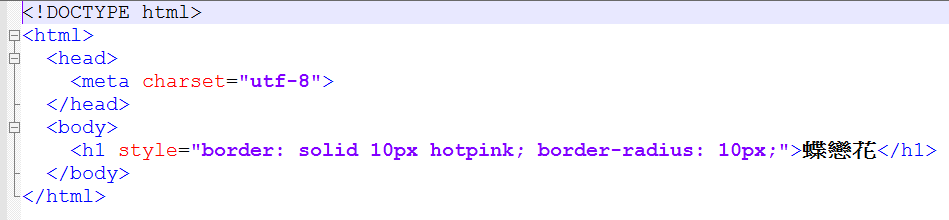 <!DOCTYPE html>
<html>
<head>
<meta charset="utf-8">
</head>
<body>
<h1 style="border: solid 10px hotpink; border-radius: 10px;">蝶戀花</h1>
</body>
</html>